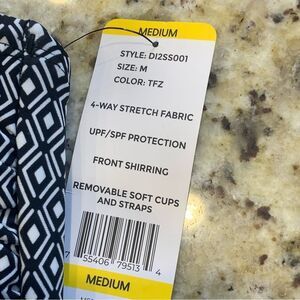 MEDIUM
STYLE: DI2SS001
SIZE: M
COLOR: TFZ
4-WAY STRETCH FABRIC
UPF/SPF PROTECTION
FRONT SHIRRING
REMOVABLE SOFT CUPS
AND STRAPS
7 55406 79513 4
MEDIUM